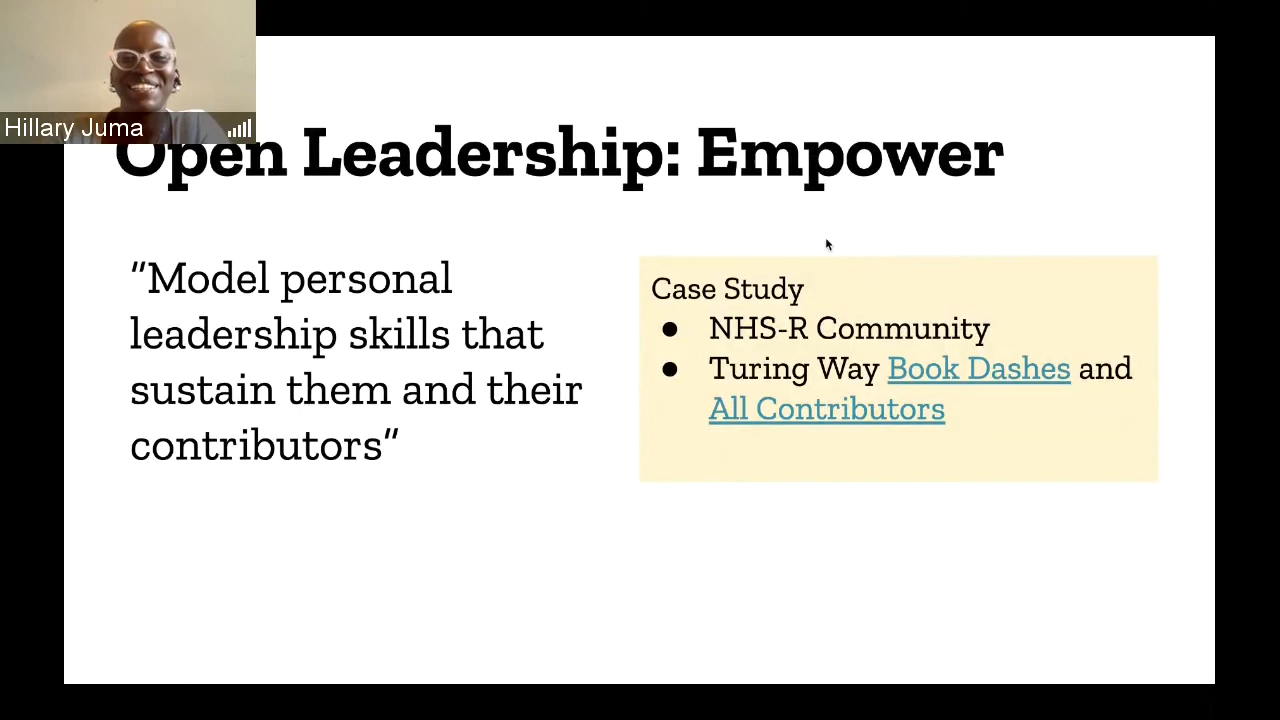 Hillary Juma
Open Leadership: Empower
"Model personal
leadership skills that
sustain them and their
contributors"
Case Study
● NHS-R Community
● Turing Way Book Dashes and
All Contributors